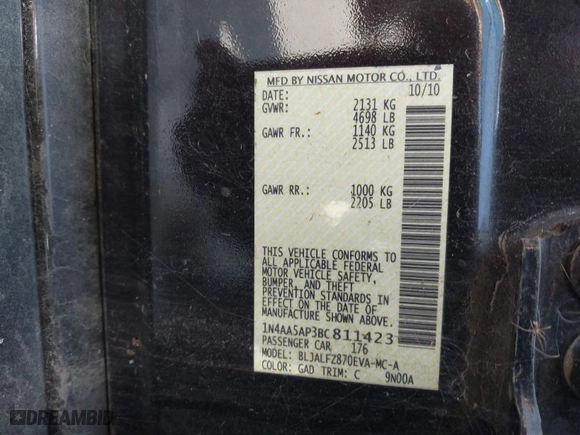 MFD BY NISSAN MOTOR CO., LTD.
DATE: 10/10
GVWR: 2131 KG
4698 LB
GAWR FR.: 1140 KG
2513 LB
GAWR RR.: 1000 KG
2205 LB
THIS VEHICLE CONFORMS TO
ALL APPLICABLE FEDERAL
MOTOR VEHICLE SAFETY,
BUMPER, AND THEFT
PREVENTION STANDARDS IN
EFFECT ON THE DATE OF
MANUFACTURE SHOWN ABOVE.
1N4AA5AP3BC811423
PASSENGER CAR 176
MODEL: BLJALFZ870EVA-MC-A
COLOR: GAD TRIM: C 9N00A
DREAMBID.COM